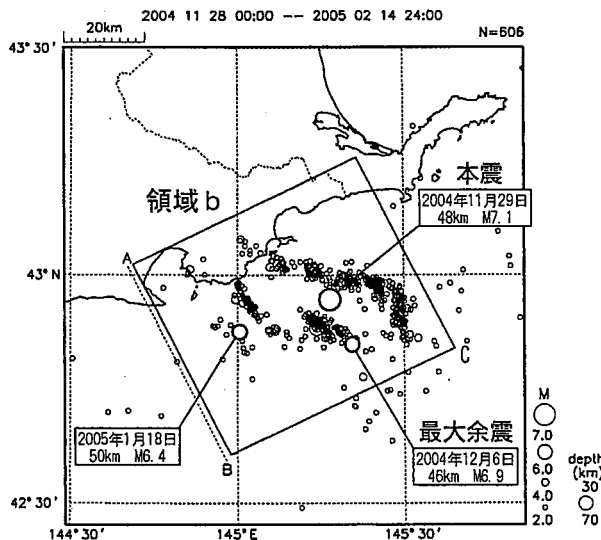 2004 11 28 00:00 -- 2005 02 14 24:00
20km
N=606
43°30'
本震
2004年11月29日
48km M7.1
領域b
A
43°N
C
M
7.0
6.0
4.0
2.0
depth
(km)
30
70
2005年1月18日
50km M6.4
B
最大余震
2004年12月6日
46km M6.9
42°30'
144°30'
145°E
145°30'